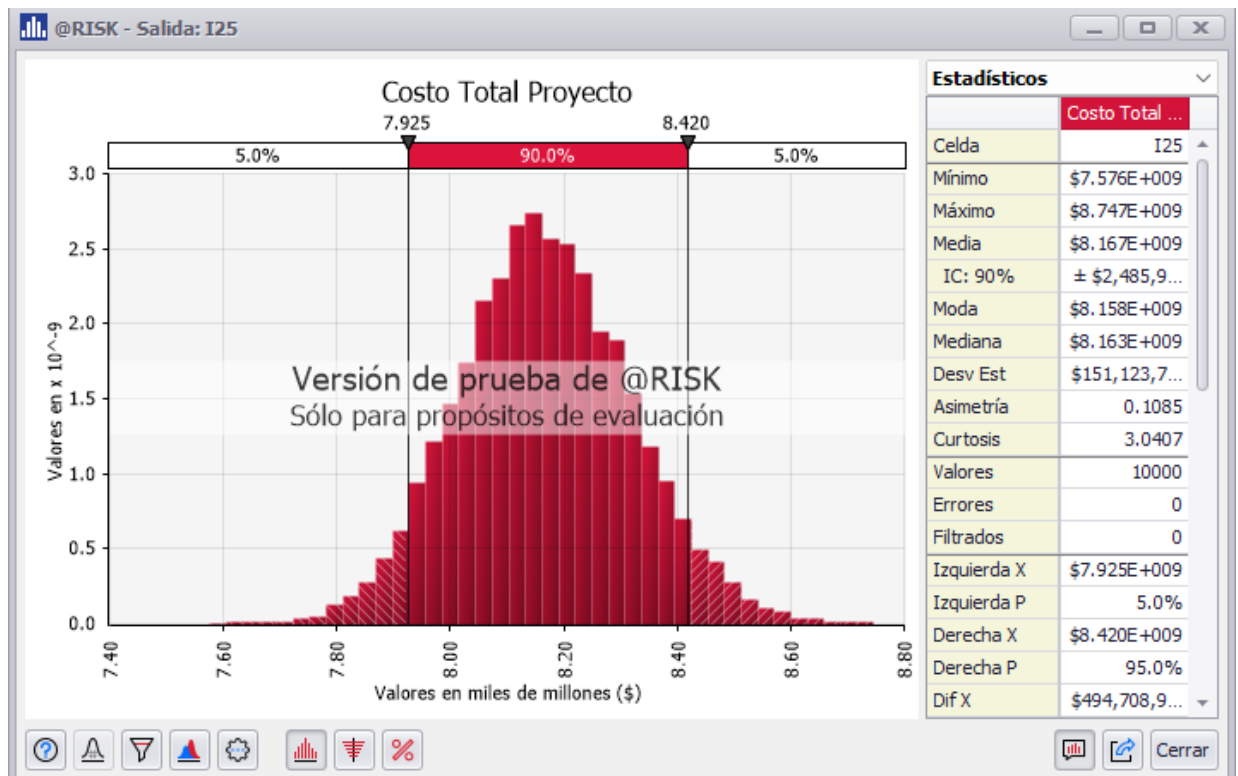 @RISK - Salida: I25
Costo Total Proyecto
7.925 8.420
5.0% 90.0% 5.0%
3.0
2.5
2.0
1.5
1.0
0.5
0.0
Valores en x 10^-9
Versión de prueba de @RISK
Sólo para propósitos de evaluación
7.40 7.60 7.80 8.00 8.20 8.40 8.60 8.80
Valores en miles de millones ($)
Estadísticos
Costo Total ...
Celda I25
Mínimo $7.576E+009
Máximo $8.747E+009
Media $8.167E+009
IC: 90% ± $2,485,9...
Moda $8.158E+009
Mediana $8.163E+009
Desv Est $151,123,7...
Asimetría 0.1085
Curtosis 3.0407
Valores 10000
Errores 0
Filtrados 0
Izquierda X $7.925E+009
Izquierda P 5.0%
Derecha X $8.420E+009
Derecha P 95.0%
Dif X $494,708,9...
Cerrar